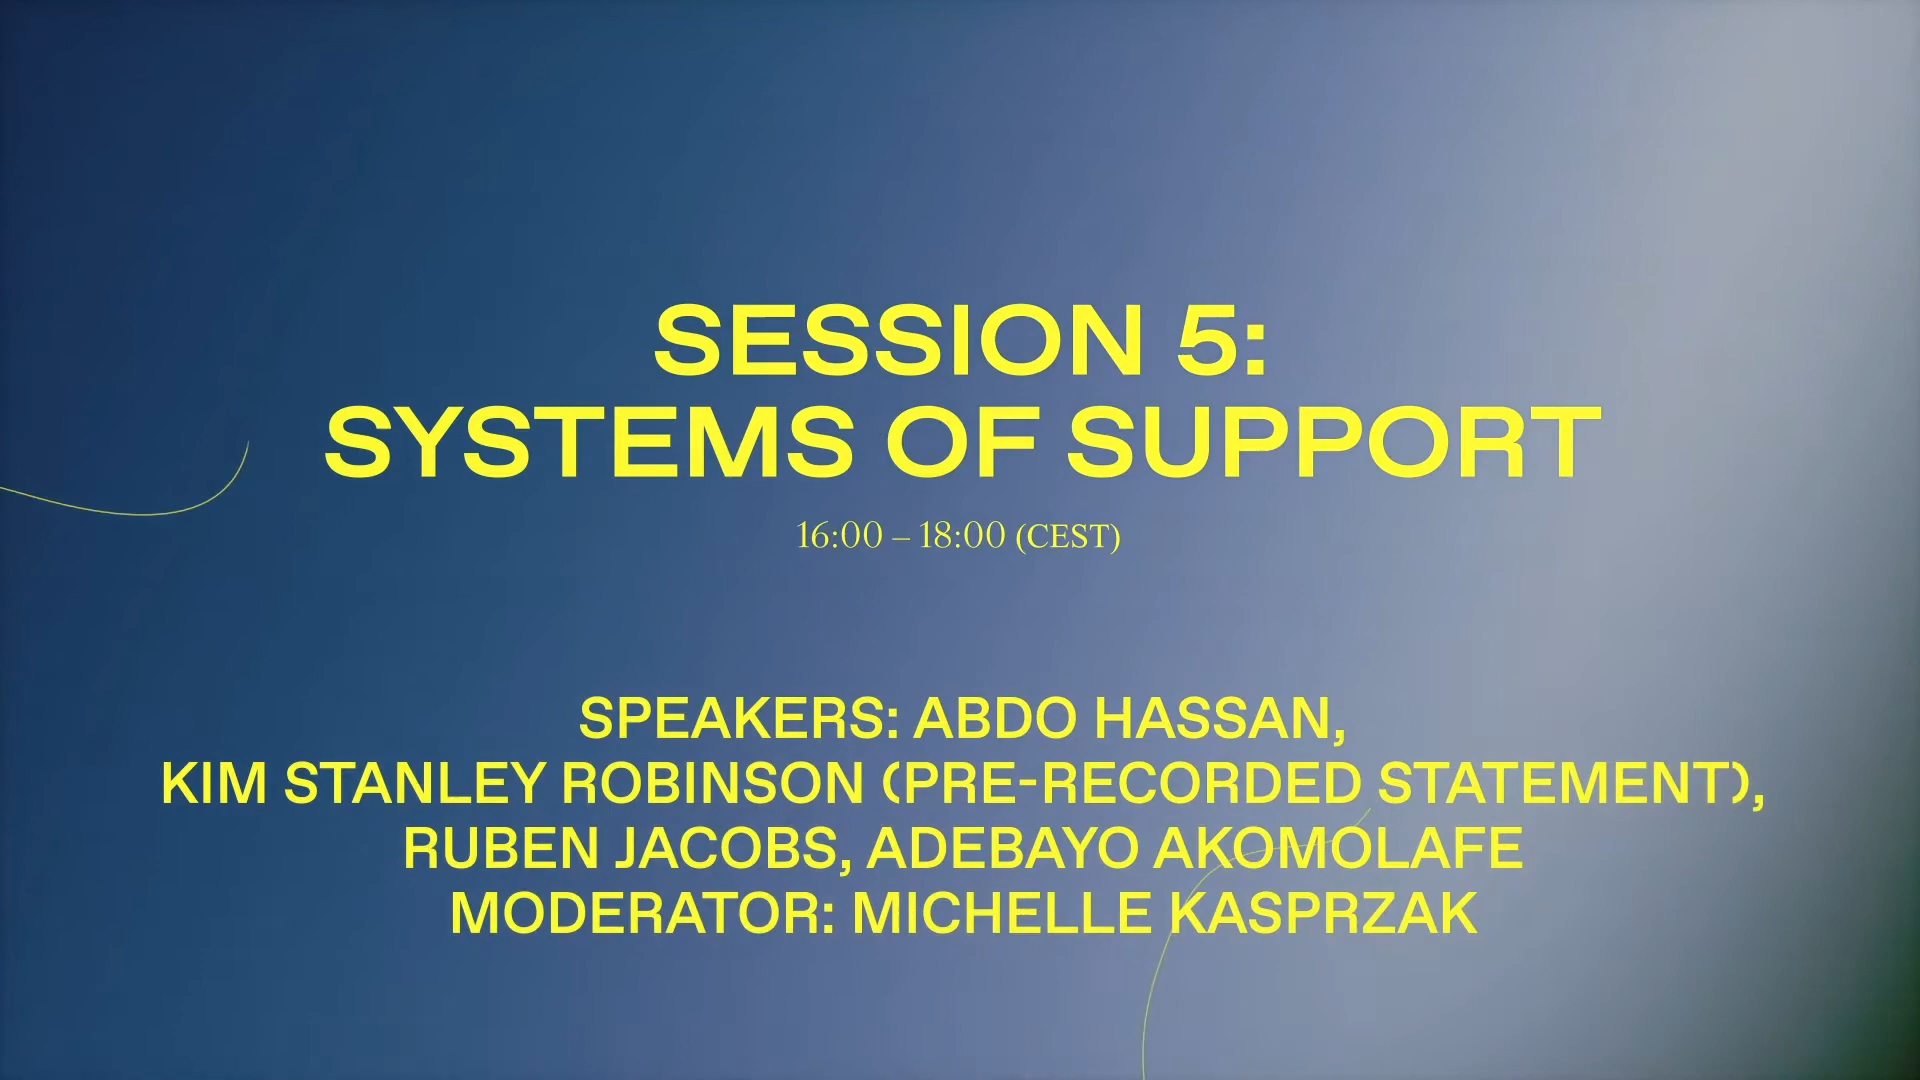 SESSION 5:
SYSTEMS OF SUPPORT
16:00 – 18:00 (CEST)
SPEAKERS: ABDO HASSAN,
KIM STANLEY ROBINSON (PRE-RECORDED STATEMENT),
RUBEN JACOBS, ADEBAYO AKOMOLAFE
MODERATOR: MICHELLE KASPRZAK